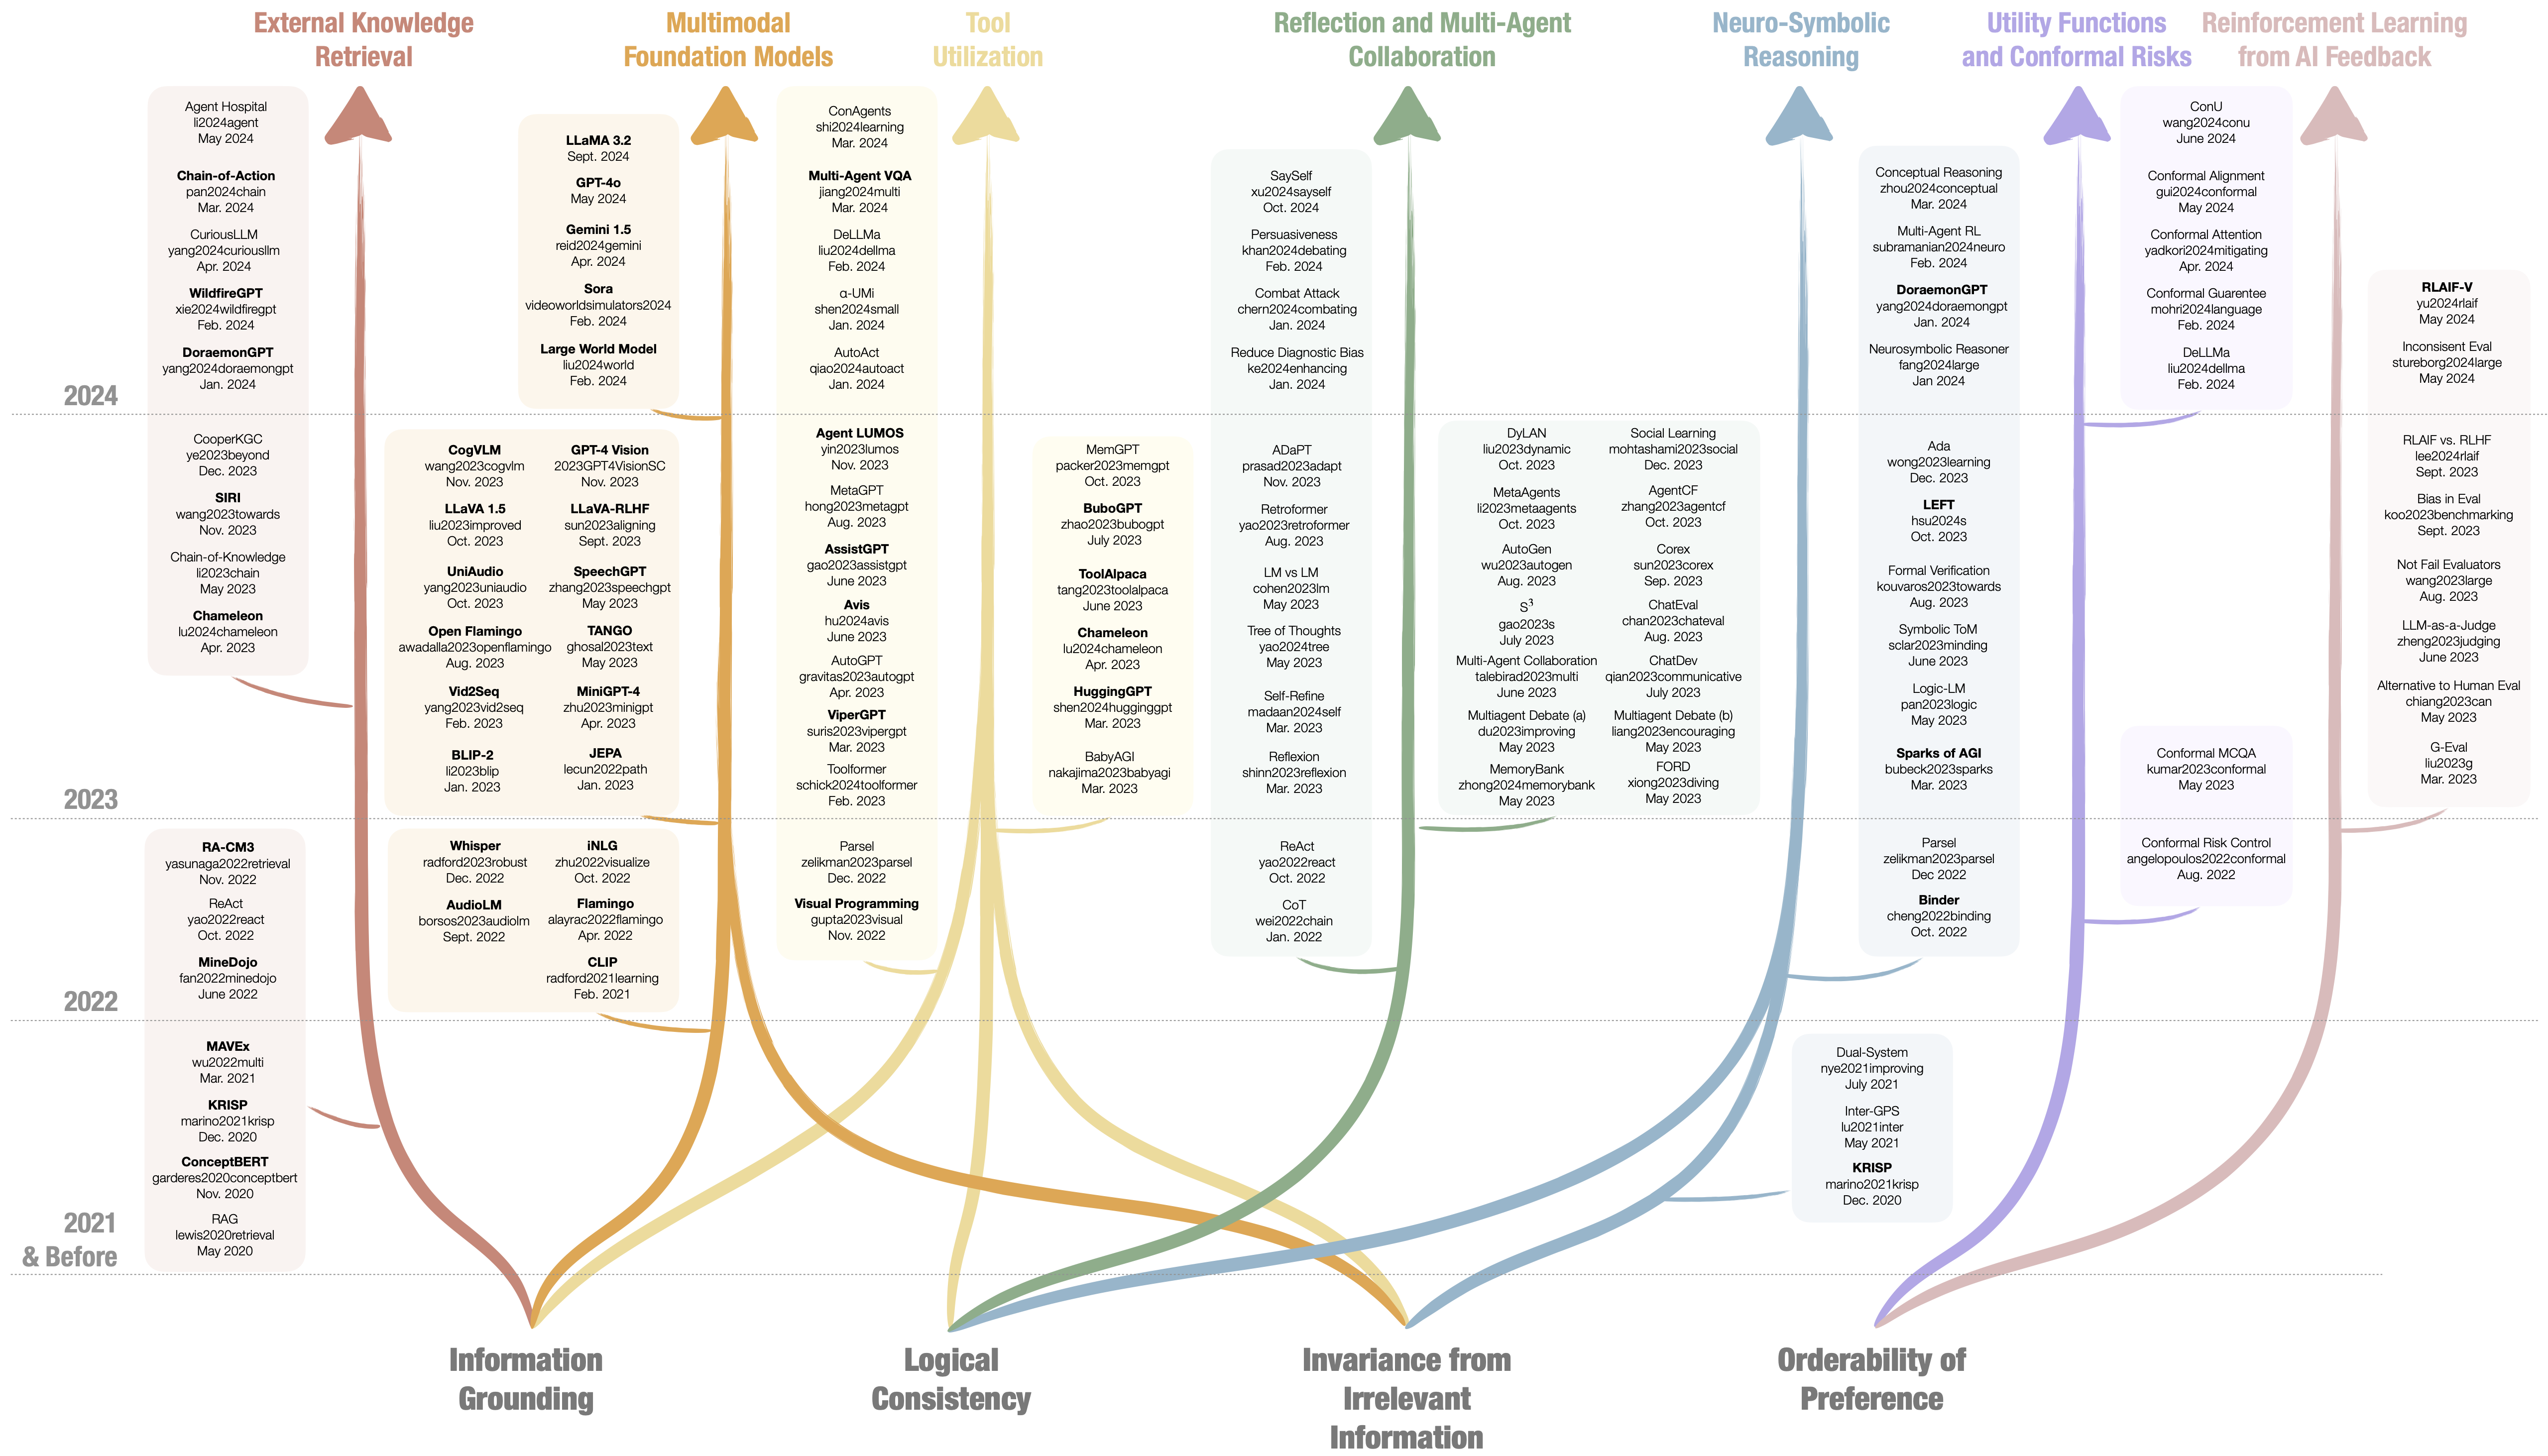 External Knowledge
Retrieval
Multimodal
Foundation Models
Tool
Utilization
Reflection and Multi-Agent
Collaboration
Neuro-Symbolic
Reasoning
Utility Functions
and Conformal Risks
Reinforcement Learning
from AI Feedback
2024
2023
2022
2021
& Before
Agent Hospital
li2024agent
May 2024
Chain-of-Action
pan2024chain
Mar. 2024
CuriousLLM
yang2024curiousllm
Apr. 2024
WildfireGPT
xie2024wildfiregpt
Feb. 2024
DoraemonGPT
yang2024doraemongpt
Jan. 2024
CooperKGC
ye2023beyond
Dec. 2023
SIRI
wang2023towards
Nov. 2023
Chain-of-Knowledge
li2023chain
May 2023
Chameleon
lu2024chameleon
Apr. 2023
RA-CM3
yasunaga2022retrieval
Nov. 2022
ReAct
yao2022react
Oct. 2022
MineDojo
fan2022minedojo
June 2022
MAVEx
wu2022multi
Mar. 2021
KRISP
marino2021krisp
Dec. 2020
ConceptBERT
garderes2020conceptbert
Nov. 2020
RAG
lewis2020retrieval
May 2020
LLaMA 3.2
Sept. 2024
GPT-4o
May 2024
Gemini 1.5
reid2024gemini
Apr. 2024
Sora
videoworldsimulators2024
Feb. 2024
Large World Model
liu2024world
Feb. 2024
CogVLM
wang2023cogvlm
Nov. 2023
LLaVA 1.5
liu2023improved
Oct. 2023
UniAudio
yang2023uniaudio
Oct. 2023
Open Flamingo
awadalla2023openflamingo
Aug. 2023
Vid2Seq
yang2023vid2seq
Feb. 2023
BLIP-2
li2023blip
Jan. 2023
GPT-4 Vision
2023GPT4VisionSC
Nov. 2023
LLaVA-RLHF
sun2023aligning
Sept. 2023
SpeechGPT
zhang2023speechgpt
May 2023
TANGO
ghosal2023text
May 2023
MiniGPT-4
zhu2023minigpt
Apr. 2023
JEPA
lecun2022path
Jan. 2023
Whisper
radford2023robust
Dec. 2022
AudioLM
borsos2023audiolm
Sept. 2022
iNLG
zhu2022visualize
Oct. 2022
Flamingo
alayrac2022flamingo
Apr. 2022
CLIP
radford2021learning
Feb. 2021
ConAgents
shi2024learning
Mar. 2024
Multi-Agent VQA
jiang2024multi
Mar. 2024
DeLLMa
liu2024dellma
Feb. 2024
α-UMi
shen2024small
Jan. 2024
AutoAct
qiao2024autoact
Jan. 2024
Agent LUMOS
yin2023lumos
Nov. 2023
MetaGPT
hong2023metagpt
Aug. 2023
AssistGPT
gao2023assistgpt
June 2023
Avis
hu2024avis
June 2023
AutoGPT
gravitas2023autogpt
Apr. 2023
ViperGPT
suris2023vipergpt
Mar. 2023
Toolformer
schick2024toolformer
Feb. 2023
Parsel
zelikman2023parsel
Dec. 2022
Visual Programming
gupta2023visual
Nov. 2022
MemGPT
packer2023memgpt
Oct. 2023
BuboGPT
zhao2023bubogpt
July 2023
ToolAlpaca
tang2023toolalpaca
June 2023
Chameleon
lu2024chameleon
Apr. 2023
HuggingGPT
shen2024hugginggpt
Mar. 2023
BabyAGI
nakajima2023babyagi
Mar. 2023
SaySelf
xu2024sayself
Oct. 2024
Persuasiveness
khan2024debating
Feb. 2024
Combat Attack
chern2024combating
Jan. 2024
Reduce Diagnostic Bias
ke2024enhancing
Jan. 2024
ADaPT
prasad2023adapt
Nov. 2023
Retroformer
yao2023retroformer
Aug. 2023
LM vs LM
cohen2023lm
May 2023
Tree of Thoughts
yao2024tree
May 2023
Self-Refine
madaan2024self
Mar. 2023
Reflexion
shinn2023reflexion
Mar. 2023
ReAct
yao2022react
Oct. 2022
CoT
wei2022chain
Jan. 2022
DyLAN
liu2023dynamic
Oct. 2023
MetaAgents
li2023metaagents
Oct. 2023
AutoGen
wu2023autogen
Aug. 2023
S³
gao2023s
July 2023
Multi-Agent Collaboration
talebirad2023multi
June 2023
Multiagent Debate (a)
du2023improving
May 2023
MemoryBank
zhong2024memorybank
May 2023
Social Learning
mohtashami2023social
Dec. 2023
AgentCF
zhang2023agentcf
Oct. 2023
Corex
sun2023corex
Sep. 2023
ChatEval
chan2023chateval
Aug. 2023
ChatDev
qian2023communicative
July 2023
Multiagent Debate (b)
liang2023encouraging
May 2023
FORD
xiong2023diving
May 2023
Conceptual Reasoning
zhou2024conceptual
Mar. 2024
Multi-Agent RL
subramanian2024neuro
Feb. 2024
DoraemonGPT
yang2024doraemongpt
Jan. 2024
Neurosymbolic Reasoner
fang2024large
Jan 2024
Ada
wong2023learning
Dec. 2023
LEFT
hsu2024s
Oct. 2023
Formal Verification
kouvaros2023towards
Aug. 2023
Symbolic ToM
sclar2023minding
June 2023
Logic-LM
pan2023logic
May 2023
Sparks of AGI
bubeck2023sparks
Mar. 2023
Parsel
zelikman2023parsel
Dec 2022
Binder
cheng2022binding
Oct. 2022
Dual-System
nye2021improving
July 2021
Inter-GPS
lu2021inter
May 2021
KRISP
marino2021krisp
Dec. 2020
ConU
wang2024conu
June 2024
Conformal Alignment
gui2024conformal
May 2024
Conformal Attention
yadkori2024mitigating
Apr. 2024
Conformal Guarentee
mohri2024language
Feb. 2024
DeLLMa
liu2024dellma
Feb. 2024
Conformal MCQA
kumar2023conformal
May 2023
Conformal Risk Control
angelopoulos2022conformal
Aug. 2022
RLAIF-V
yu2024rlaif
May 2024
Inconsisent Eval
stureborg2024large
May 2024
RLAIF vs. RLHF
lee2024rlaif
Sept. 2023
Bias in Eval
koo2023benchmarking
Sept. 2023
Not Fail Evaluators
wang2023large
Aug. 2023
LLM-as-a-Judge
zheng2023judging
June 2023
Alternative to Human Eval
chiang2023can
May 2023
G-Eval
liu2023g
Mar. 2023
Information
Grounding
Logical
Consistency
Invariance from
Irrelevant
Information
Orderability of
Preference